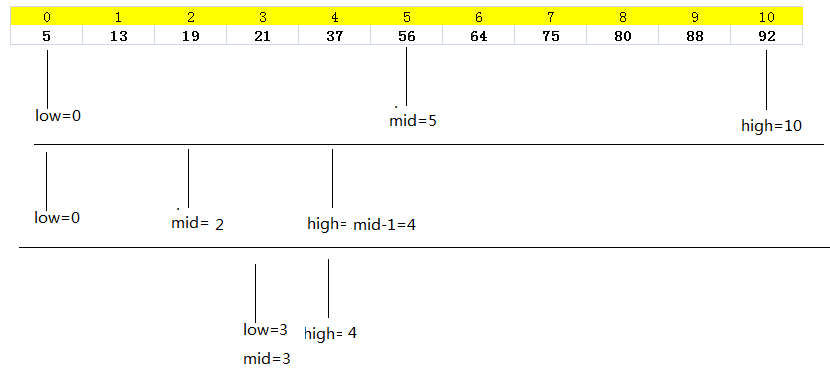 0 1 2 3 4 5 6 7 8 9 10
5 13 19 21 37 56 64 75 80 88 92
low=0 mid=5 high=10
low=0 mid= 2 high= mid-1=4
low=3 high= 4
mid=3